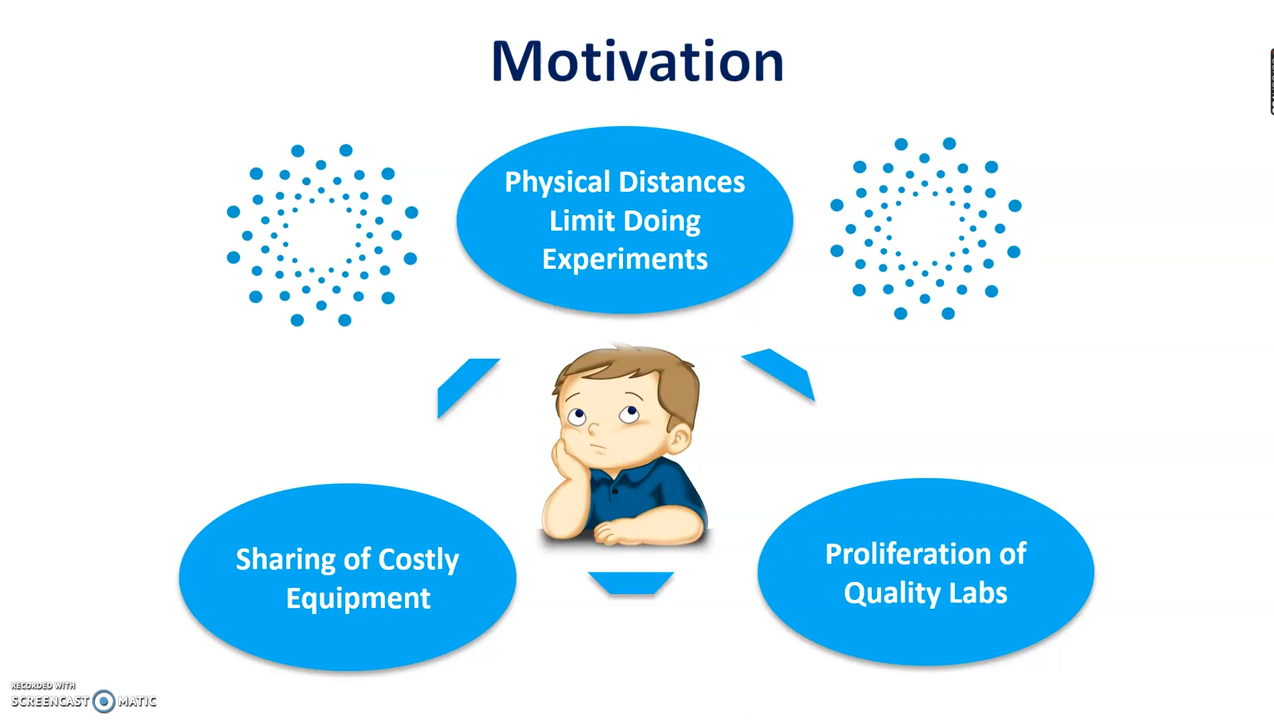 Motivation
Physical Distances
Limit Doing
Experiments
Sharing of Costly
Equipment
Proliferation of
Quality Labs
RECORDED WITH
SCREENCAST MATIC